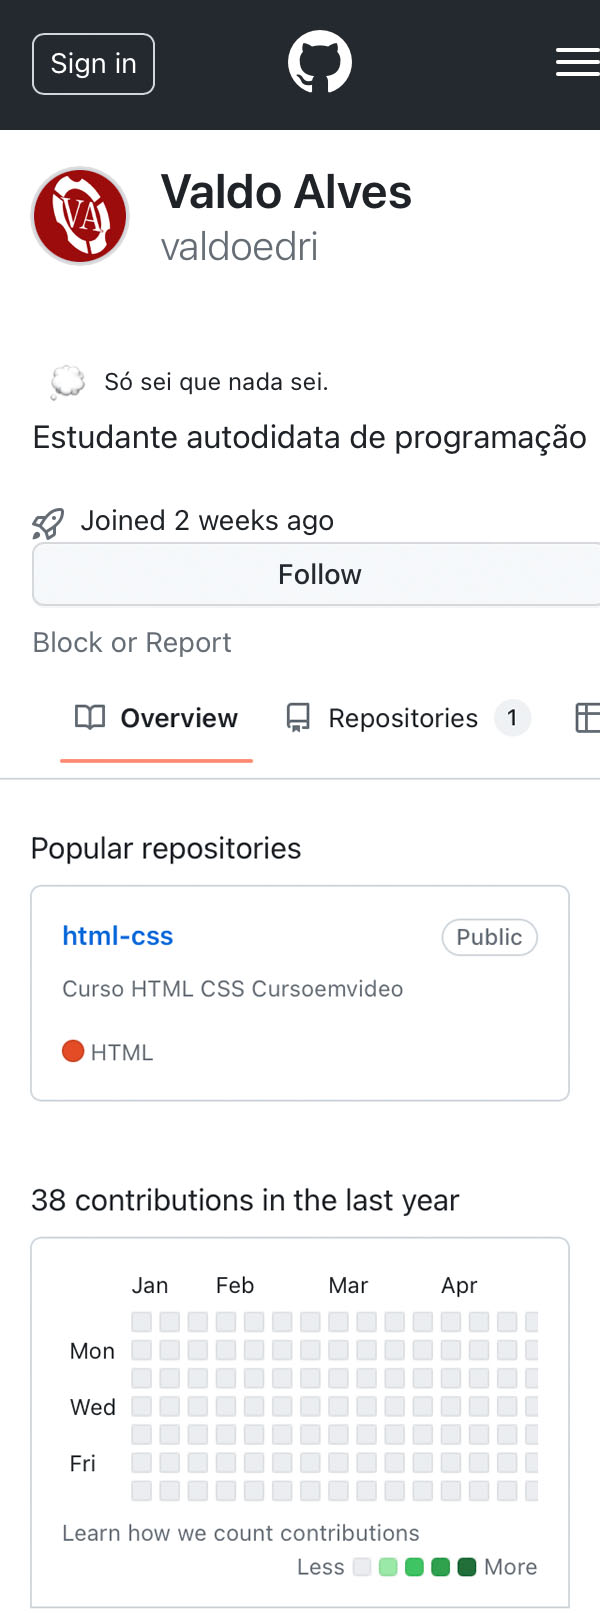 Sign in
VA
Valdo Alves
valdoedri
Só sei que nada sei.
Estudante autodidata de programação
Joined 2 weeks ago
Follow
Block or Report
Overview
Repositories 1
Popular repositories
html-css Public
Curso HTML CSS Cursoemvideo
HTML
38 contributions in the last year
Jan Feb Mar Apr
Mon
Wed
Fri
Learn how we count contributions
Less More